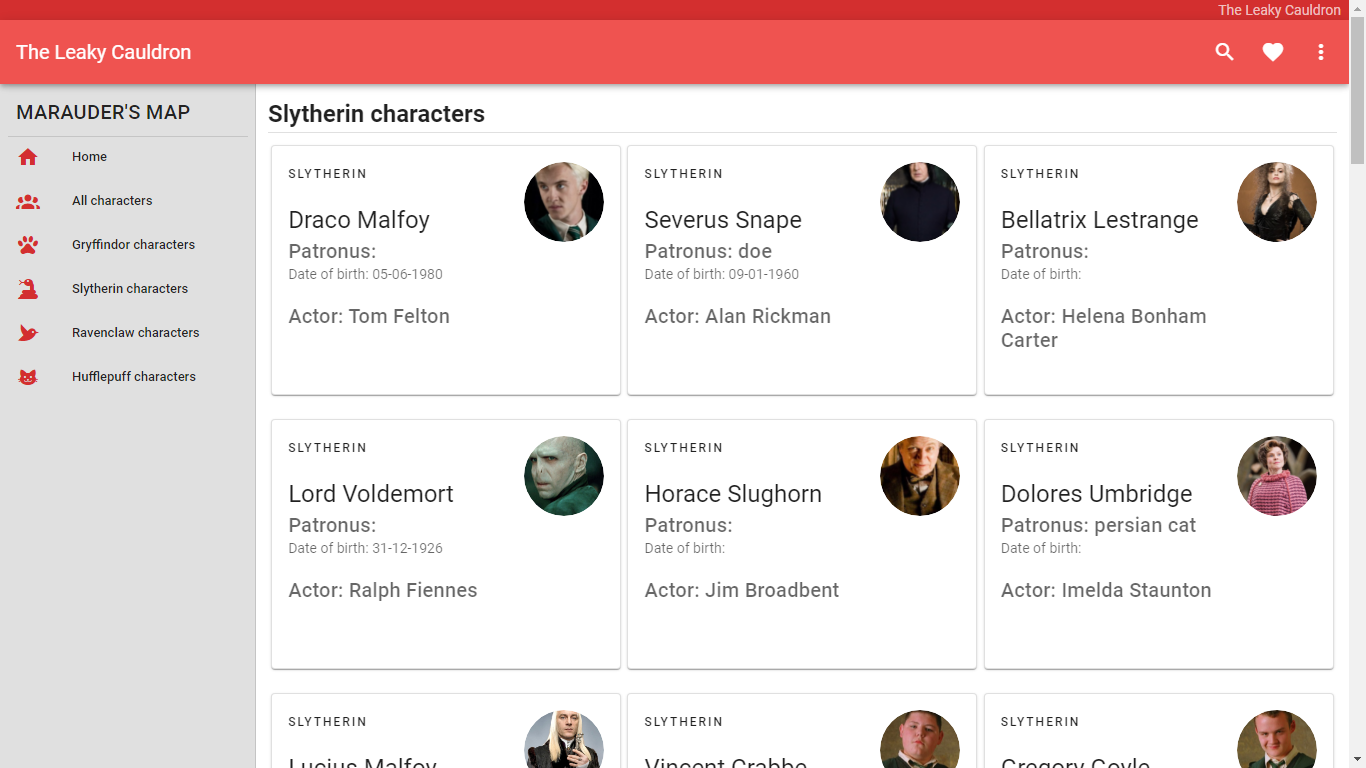 The Leaky Cauldron
The Leaky Cauldron
MARAUDER'S MAP
Home
All characters
Gryffindor characters
Slytherin characters
Ravenclaw characters
Hufflepuff characters
Slytherin characters
SLYTHERIN
Draco Malfoy
Patronus:
Date of birth: 05-06-1980
Actor: Tom Felton
SLYTHERIN
Severus Snape
Patronus: doe
Date of birth: 09-01-1960
Actor: Alan Rickman
SLYTHERIN
Bellatrix Lestrange
Patronus:
Date of birth:
Actor: Helena Bonham
Carter
SLYTHERIN
Lord Voldemort
Patronus:
Date of birth: 31-12-1926
Actor: Ralph Fiennes
SLYTHERIN
Horace Slughorn
Patronus:
Date of birth:
Actor: Jim Broadbent
SLYTHERIN
Dolores Umbridge
Patronus: persian cat
Date of birth:
Actor: Imelda Staunton
SLYTHERIN
Lucius Malfoy
SLYTHERIN
Vincent Crabbe
SLYTHERIN
Gregory Goyle